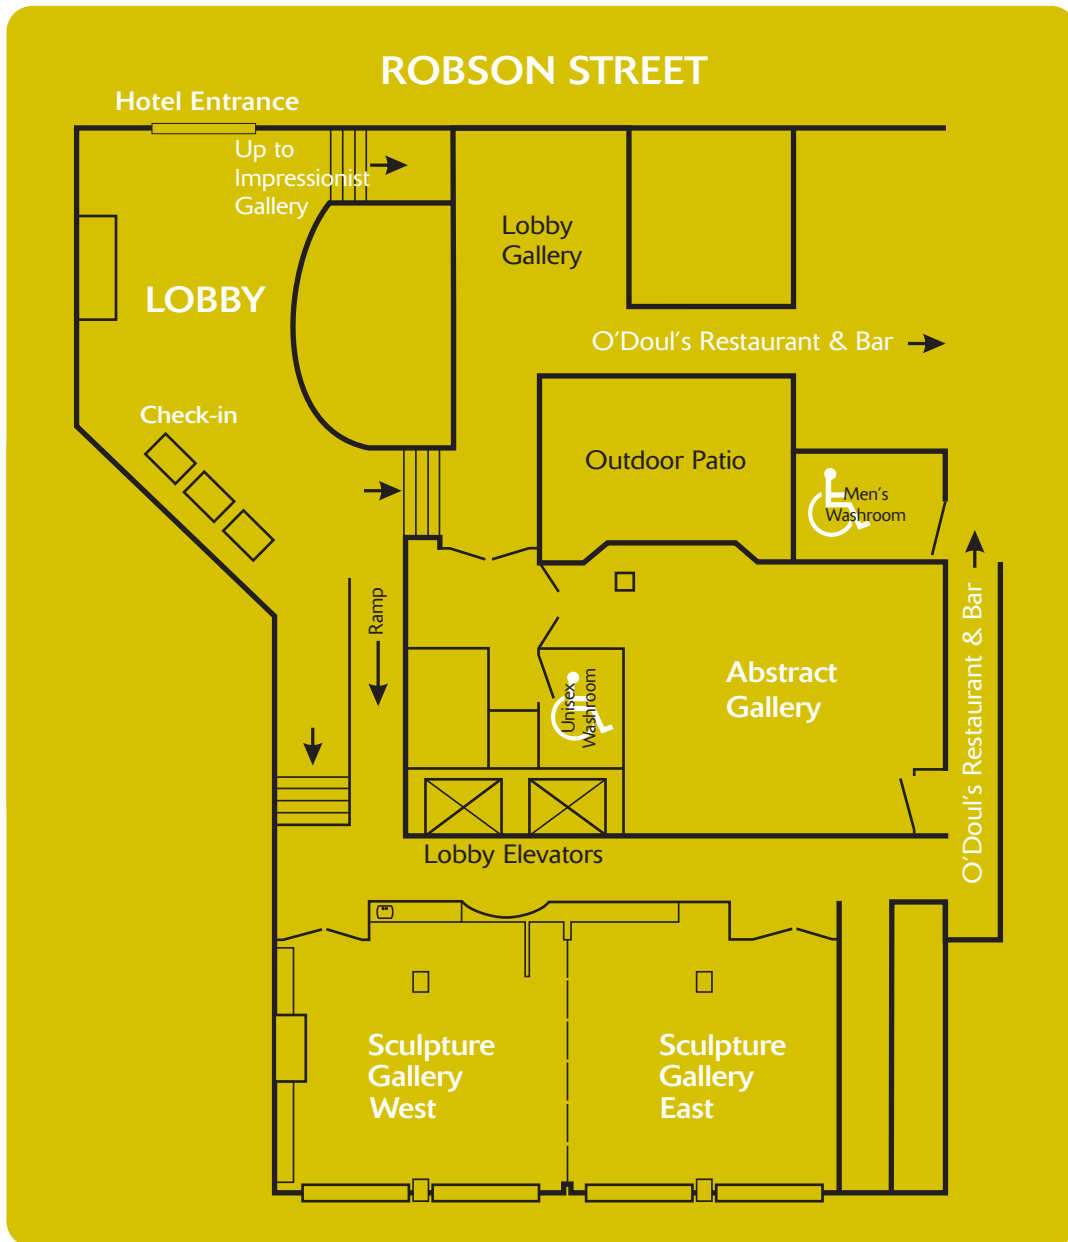 ROBSON STREET
Hotel Entrance
Up to
Impressionist
Gallery
Lobby
Gallery
LOBBY
O'Doul's Restaurant & Bar
Check-in
Outdoor Patio
Men's
Washroom
Ramp
Unisex
Washroom
Abstract
Gallery
O'Doul's Restaurant & Bar
Lobby Elevators
Sculpture
Gallery
West
Sculpture
Gallery
East